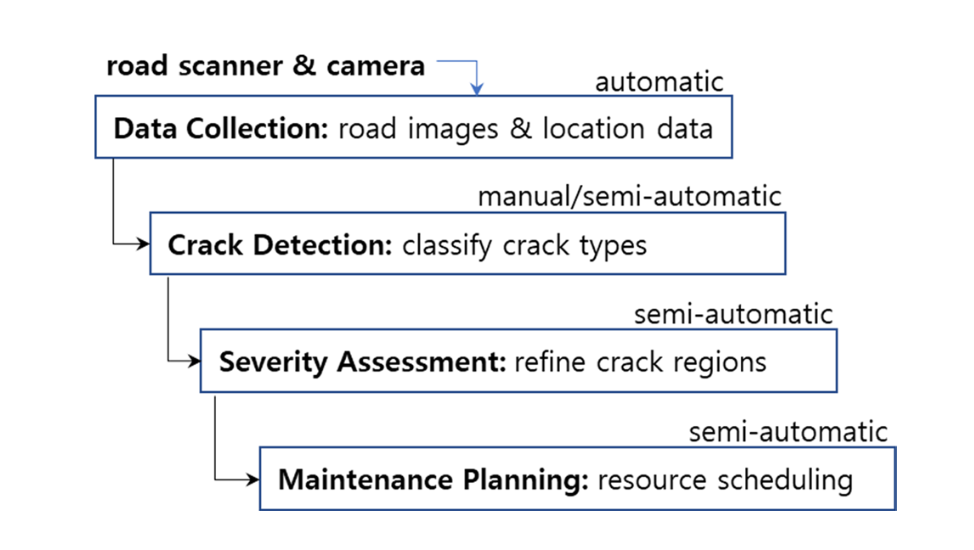 road scanner & camera
automatic
Data Collection: road images & location data
manual/semi-automatic
Crack Detection: classify crack types
semi-automatic
Severity Assessment: refine crack regions
semi-automatic
Maintenance Planning: resource scheduling